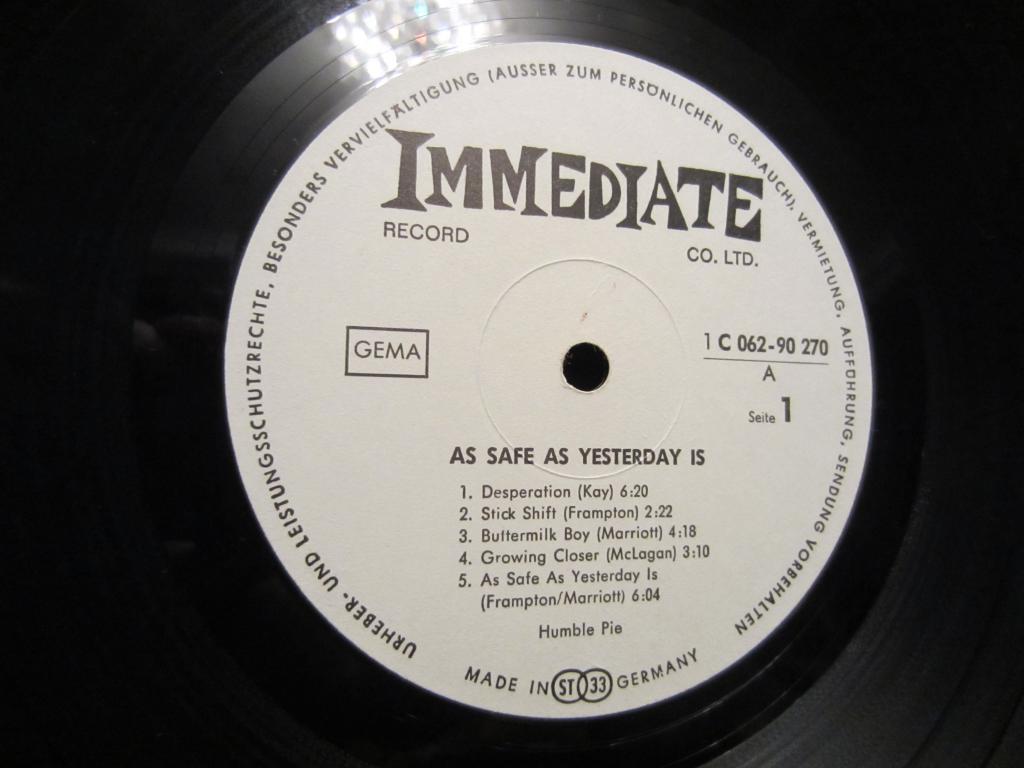 URHEBER- UND LEISTUNGSSCHUTZRECHTE, BESONDERS VERVIELFÄLTIGUNG (AUSSER ZUM PERSÖNLICHEN GEBRAUCH), VERMIETUNG, AUFFÜHRUNG, SENDUNG VORBEHALTEN
IMMEDIATE
RECORD
CO. LTD.
GEMA
1 C 062-90 270
A
Seite 1
AS SAFE AS YESTERDAY IS
1. Desperation (Kay) 6:20
2. Stick Shift (Frampton) 2:22
3. Buttermilk Boy (Marriott) 4:18
4. Growing Closer (McLagan) 3:10
5. As Safe As Yesterday Is
(Frampton/Marriott) 6:04
Humble Pie
MADE IN ST 33 GERMANY